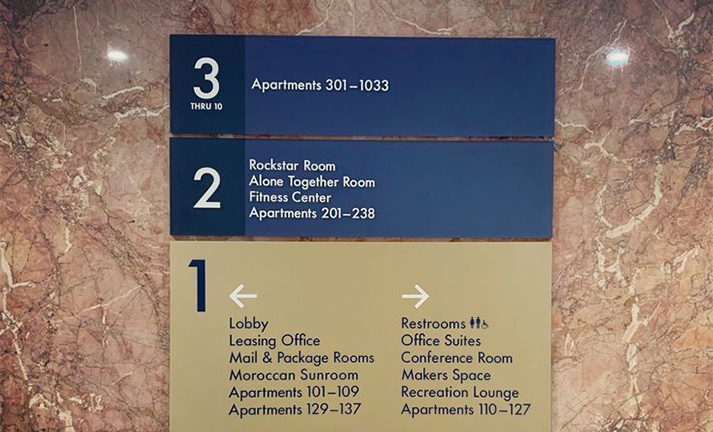 3
THRU 10
Apartments 301–1033
2
Rockstar Room
Alone Together Room
Fitness Center
Apartments 201–238
1
←
Lobby
Leasing Office
Mail & Package Rooms
Moroccan Sunroom
Apartments 101–109
Apartments 129–137
→
Restrooms
Office Suites
Conference Room
Makers Space
Recreation Lounge
Apartments 110–127